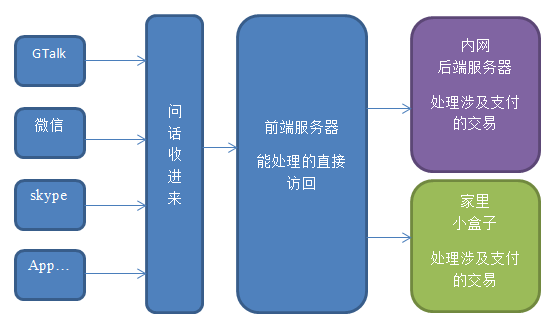 GTalk
微信
skype
App…
问
话
收
进
来
前端服务器
能处理的直接
访回
内网
后端服务器
处理涉及支付
的交易
家里
小盒子
处理涉及支付
的交易